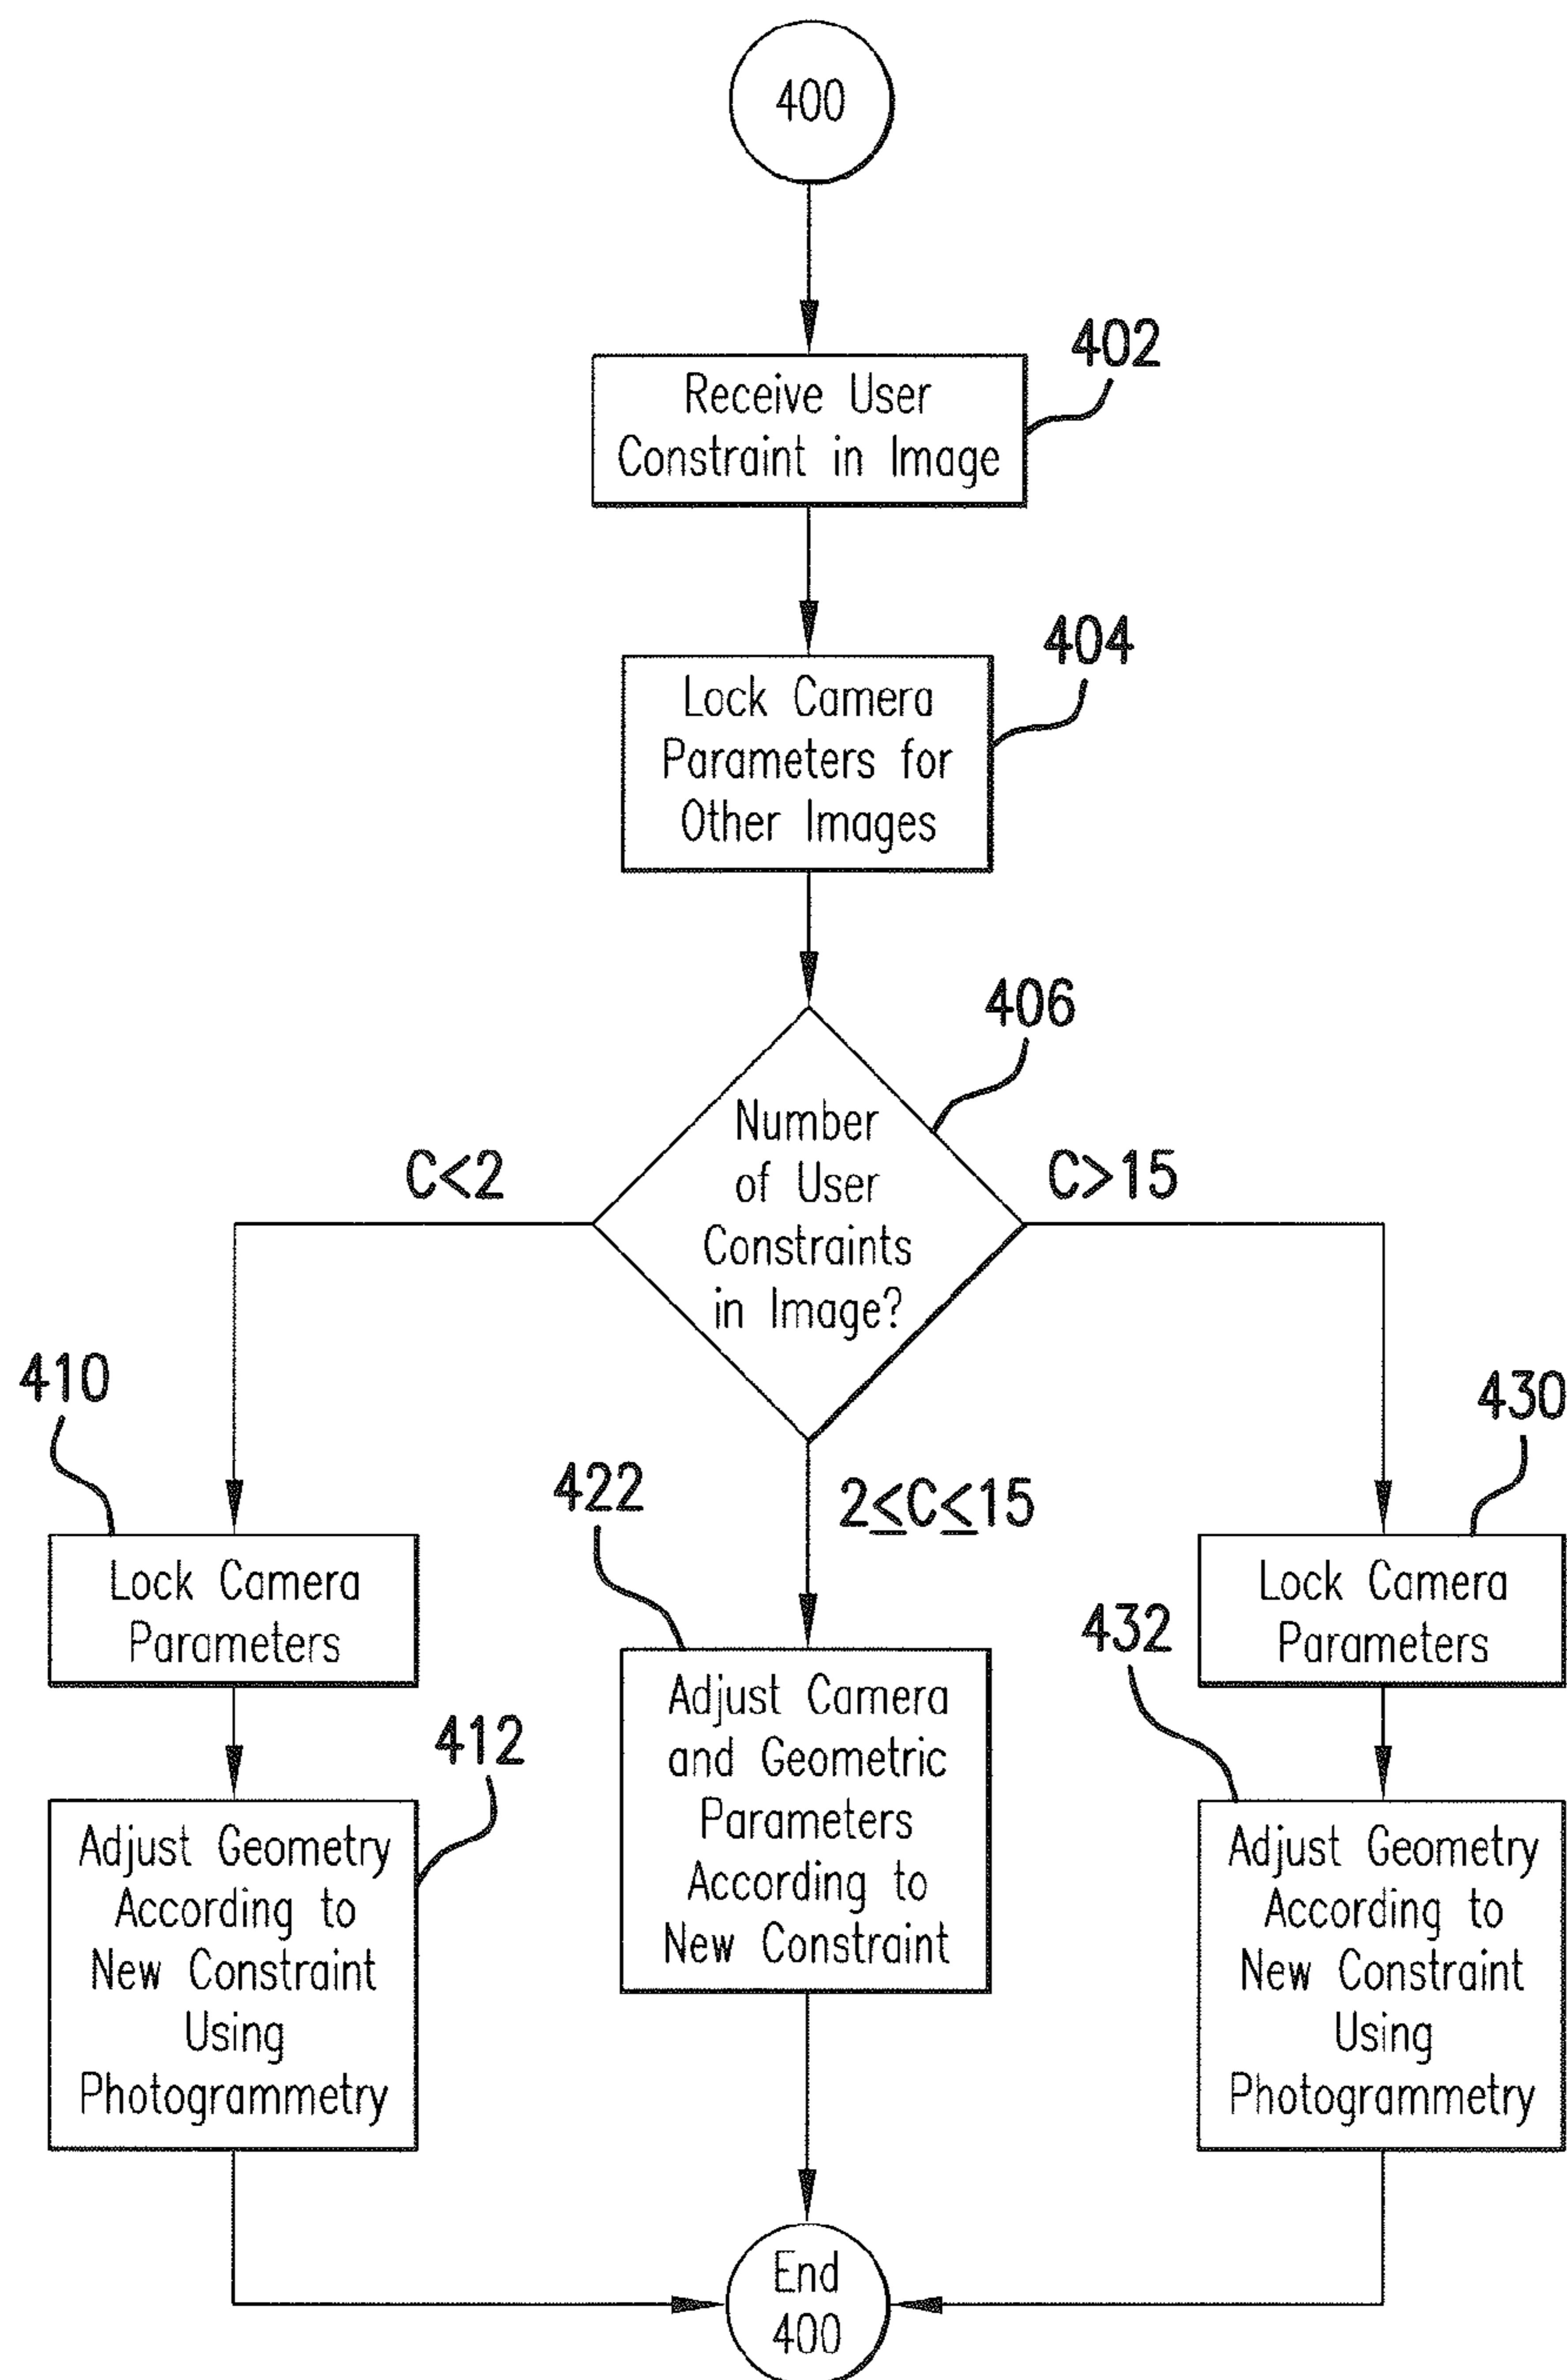 400
402
Receive User
Constraint in Image
404
Lock Camera
Parameters for
Other Images
406
Number
of User
Constraints
in Image?
C<2
C>15
2≤C≤15
410
Lock Camera
Parameters
412
Adjust Geometry
According to
New Constraint
Using
Photogrammetry
422
Adjust Camera
and Geometric
Parameters
According to
New Constraint
430
Lock Camera
Parameters
432
Adjust Geometry
According to
New Constraint
Using
Photogrammetry
End
400